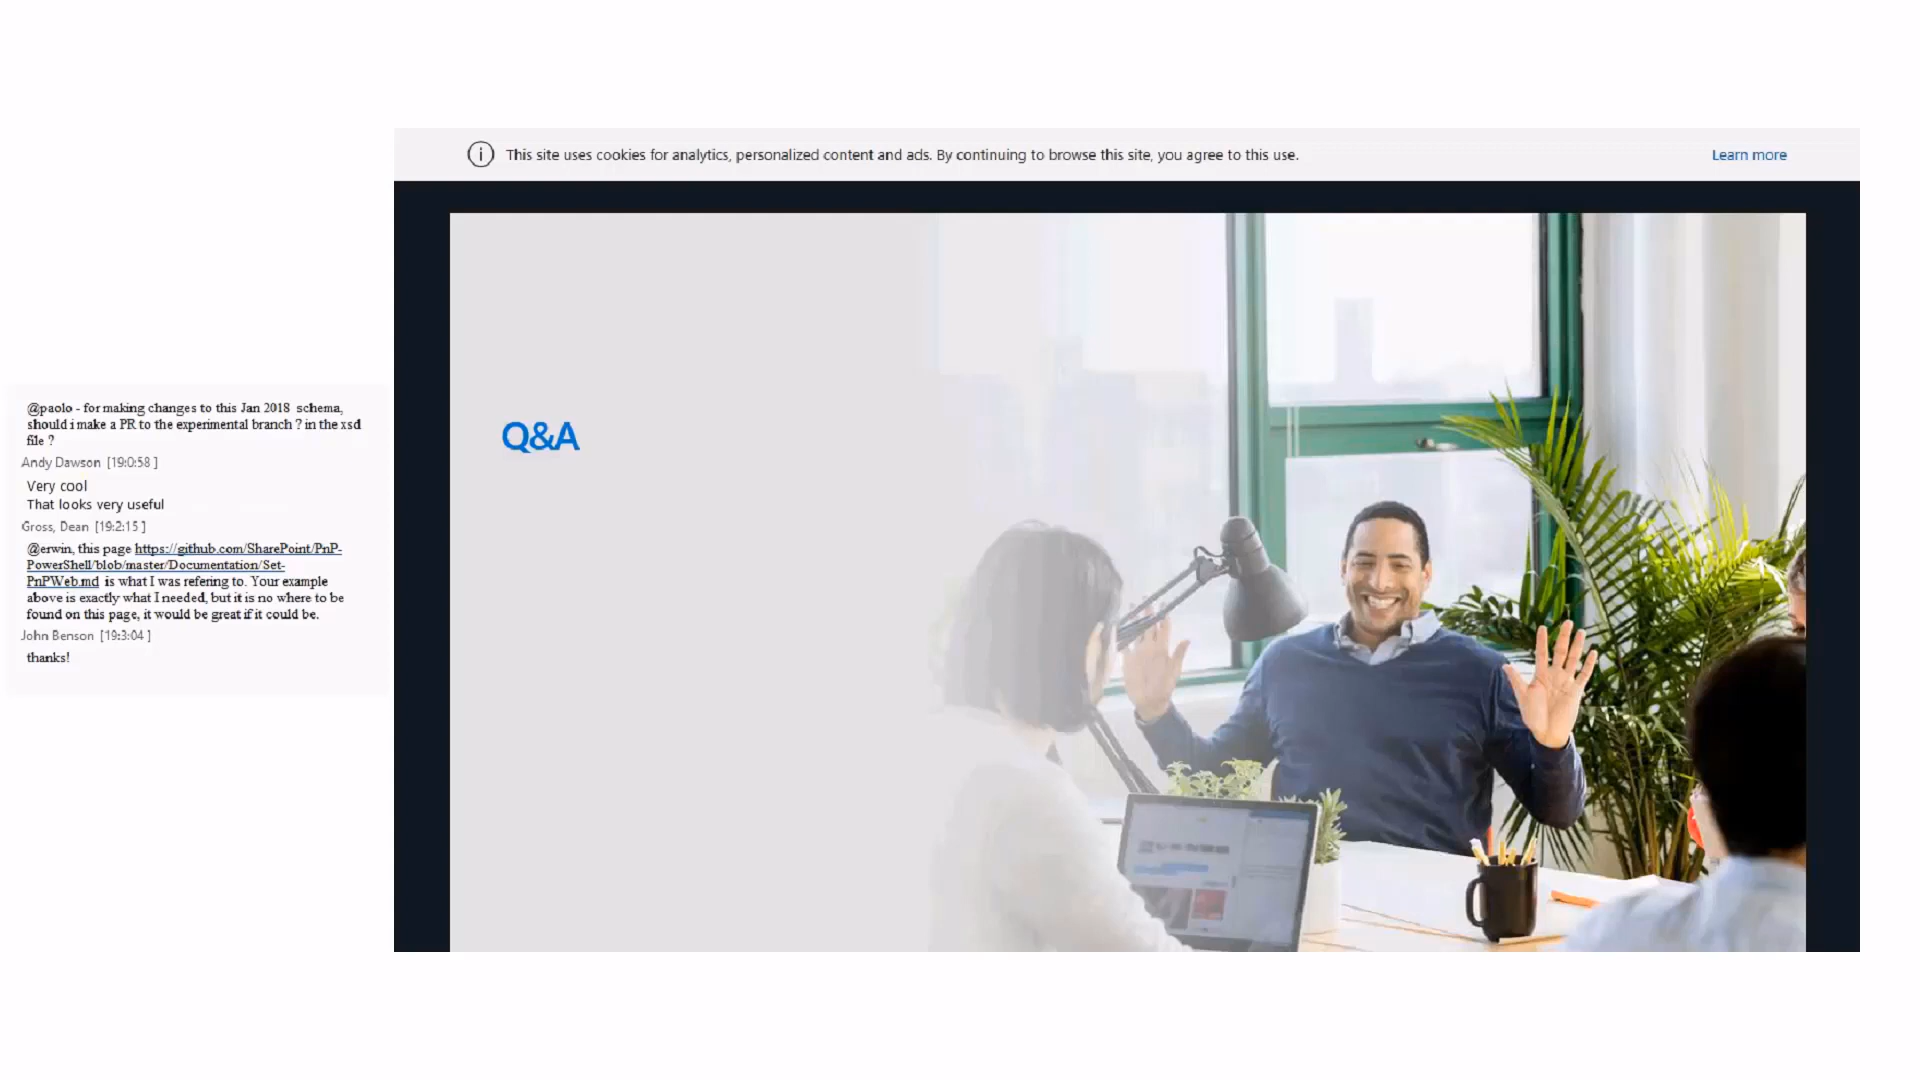 @paolo - for making changes to this Jan 2018 schema,
should i make a PR to the experimental branch ? in the xsd
file ?
Andy Dawson [19:0:58 ]
Very cool
That looks very useful
Gross, Dean [19:2:15 ]
@erwin, this page https://github.com/SharePoint/PnP-
PowerShell/blob/master/Documentation/Set-
PnPWeb.md is what I was refering to. Your example
above is exactly what I needed, but it is no where to be
found on this page, it would be great if it could be.
John Benson [19:3:04 ]
thanks!
This site uses cookies for analytics, personalized content and ads. By continuing to browse this site, you agree to this use.
Learn more
Q&A